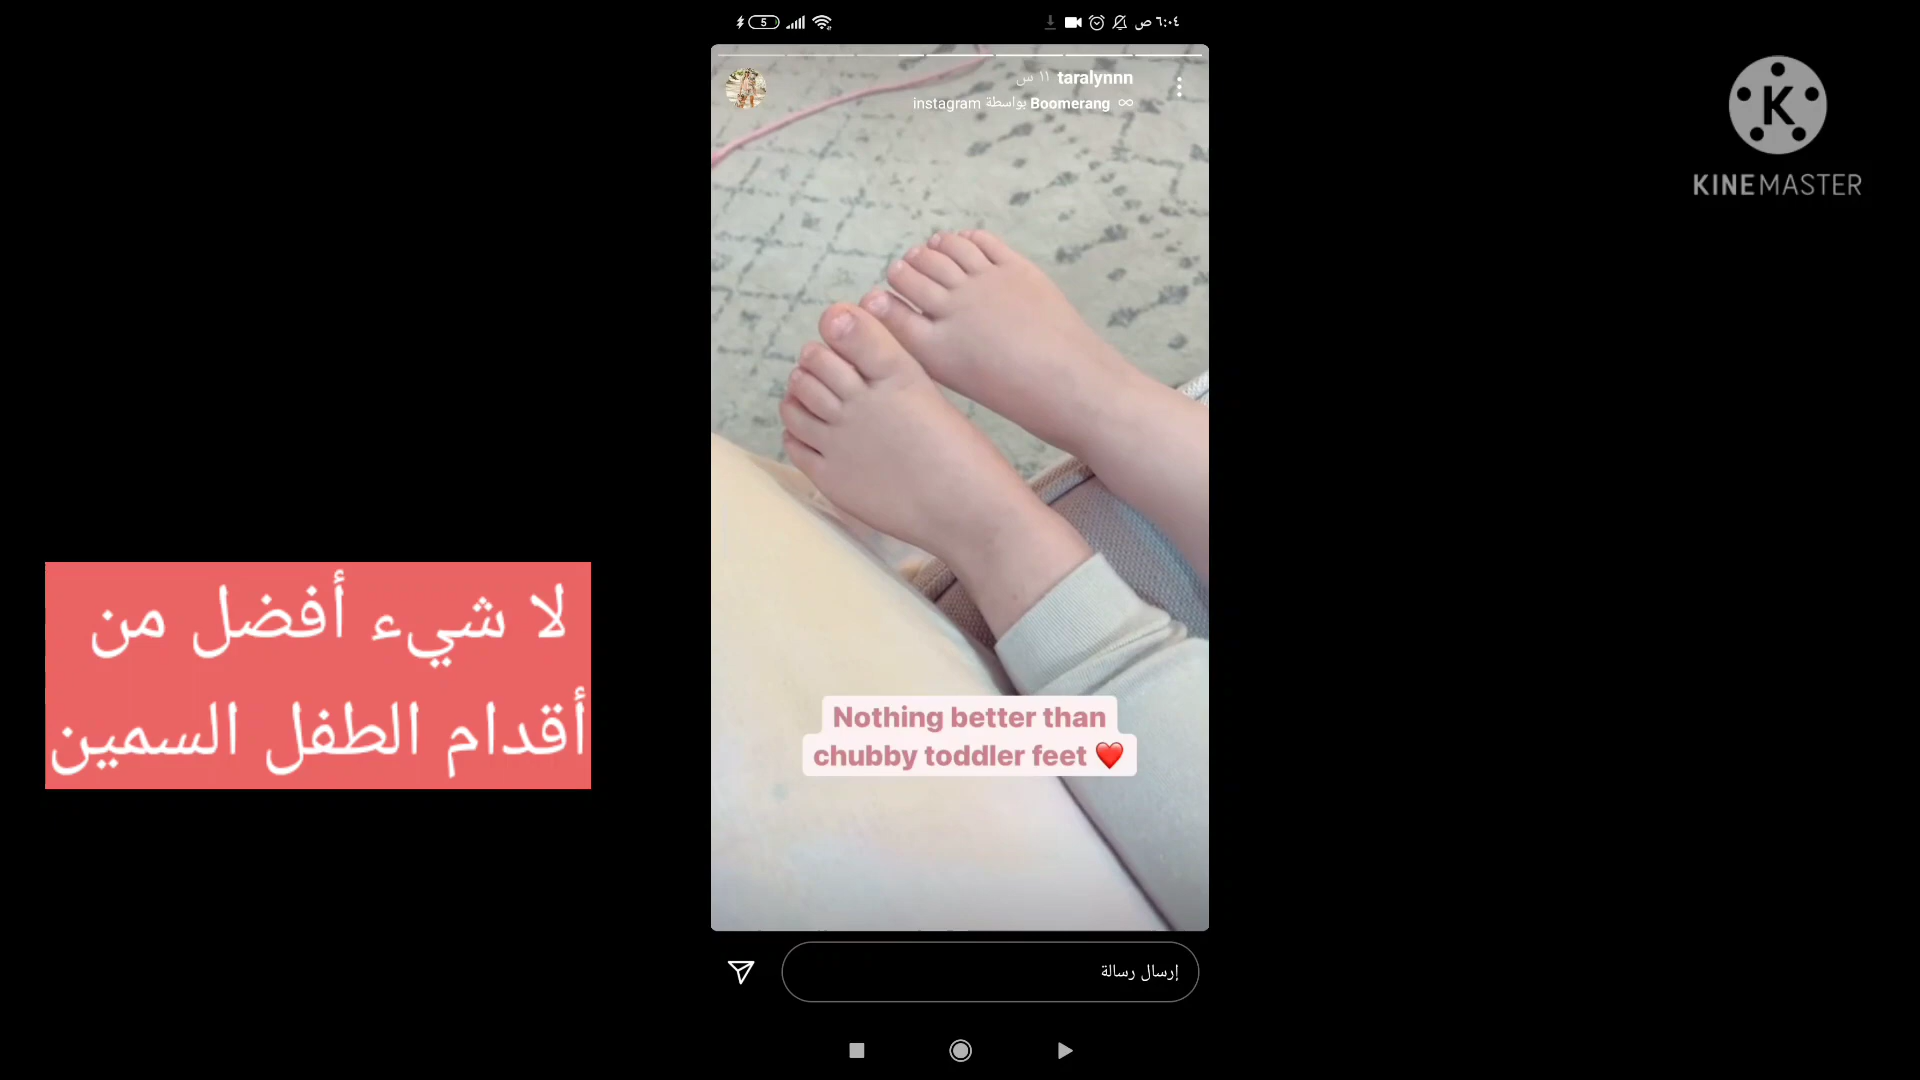 5
٦:٠٤ ص
taralynnn ١١ س
Boomerang بواسطة instagram
KINEMASTER
لا شيء أفضل من
أقدام الطفل السمين
Nothing better than
chubby toddler feet ❤️
إرسال رسالة